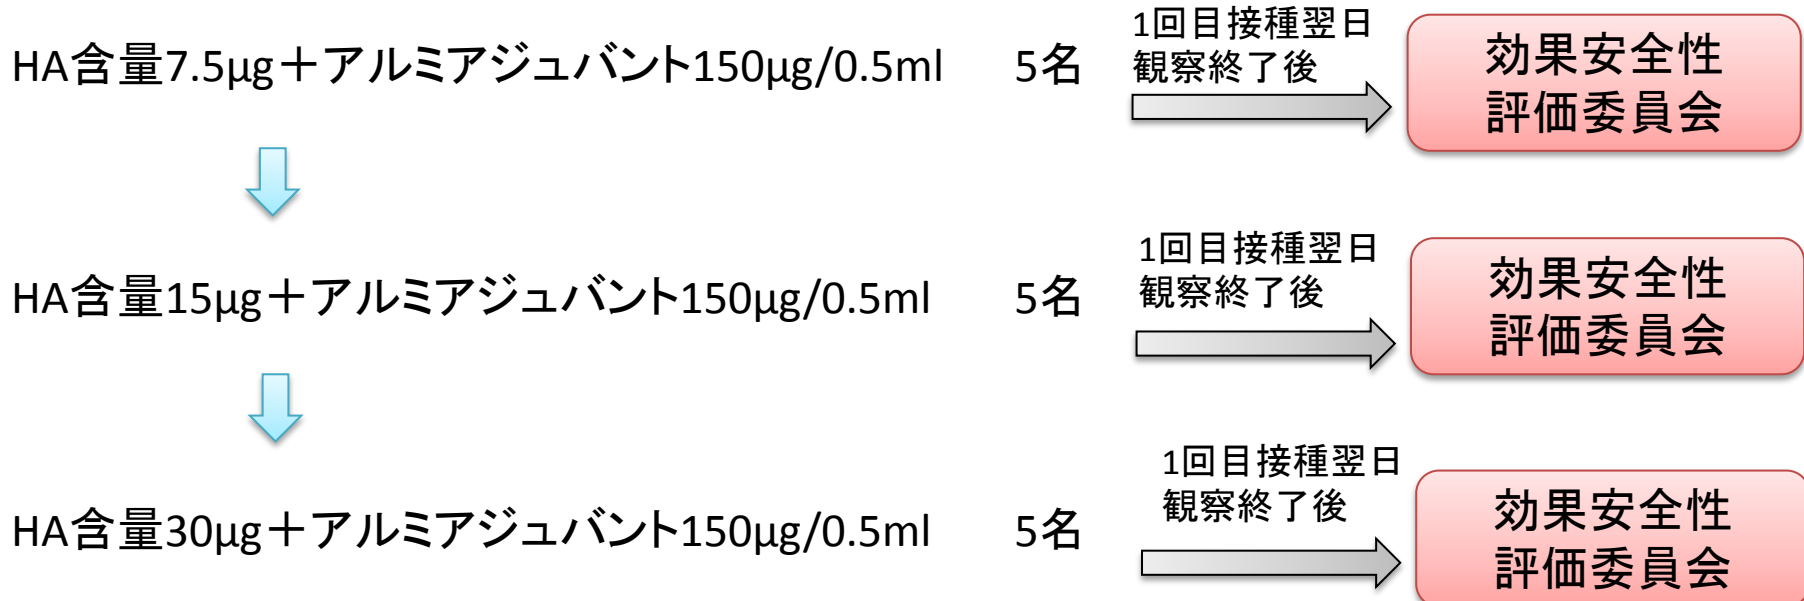 HA含量7.5μg＋アルミアジュバント150μg/0.5ml 5名
1回目接種翌日
観察終了後
効果安全性
評価委員会
HA含量15μg＋アルミアジュバント150μg/0.5ml 5名
1回目接種翌日
観察終了後
効果安全性
評価委員会
HA含量30μg＋アルミアジュバント150μg/0.5ml 5名
1回目接種翌日
観察終了後
効果安全性
評価委員会